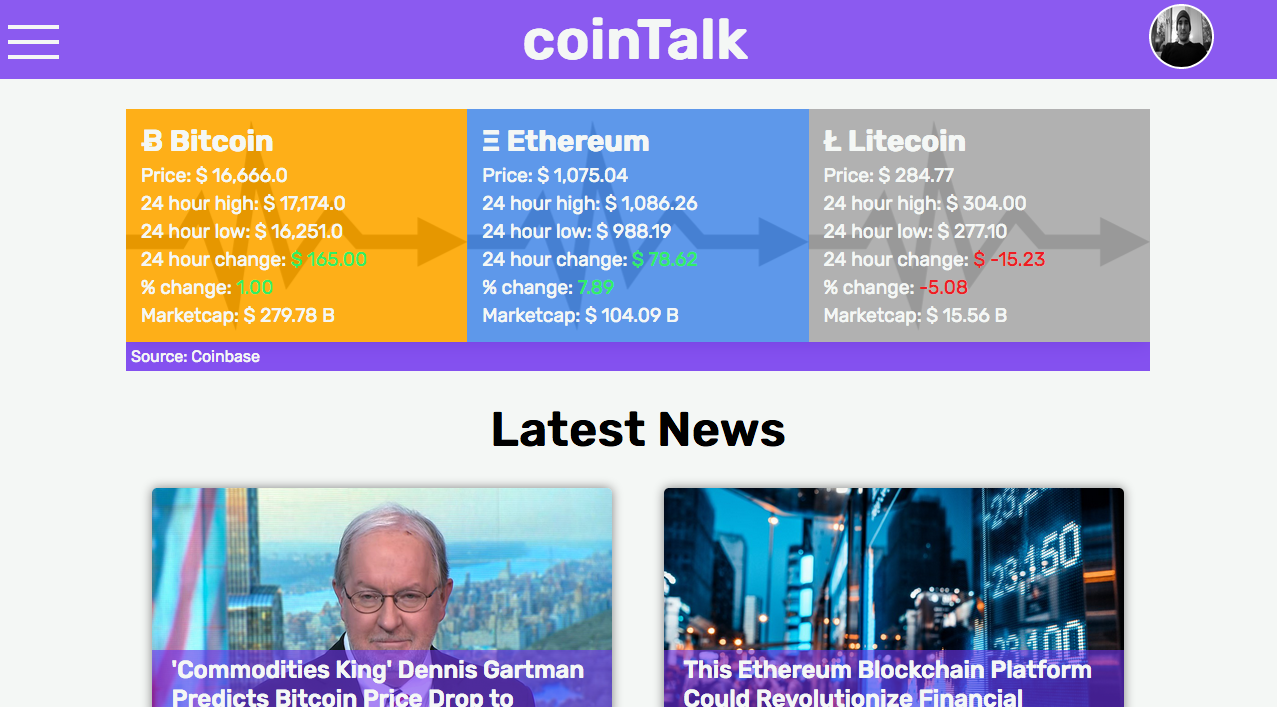 coinTalk
Ƀ Bitcoin
Price: $ 16,666.0
24 hour high: $ 17,174.0
24 hour low: $ 16,251.0
24 hour change: $ 165.00
% change: 1.00
Marketcap: $ 279.78 B
Ξ Ethereum
Price: $ 1,075.04
24 hour high: $ 1,086.26
24 hour low: $ 988.19
24 hour change: $ 78.62
% change: 7.89
Marketcap: $ 104.09 B
Ł Litecoin
Price: $ 284.77
24 hour high: $ 304.00
24 hour low: $ 277.10
24 hour change: $ -15.23
% change: -5.08
Marketcap: $ 15.56 B
Source: Coinbase
Latest News
'Commodities King' Dennis Gartman
Predicts Bitcoin Price Drop to
This Ethereum Blockchain Platform
Could Revolutionize Financial